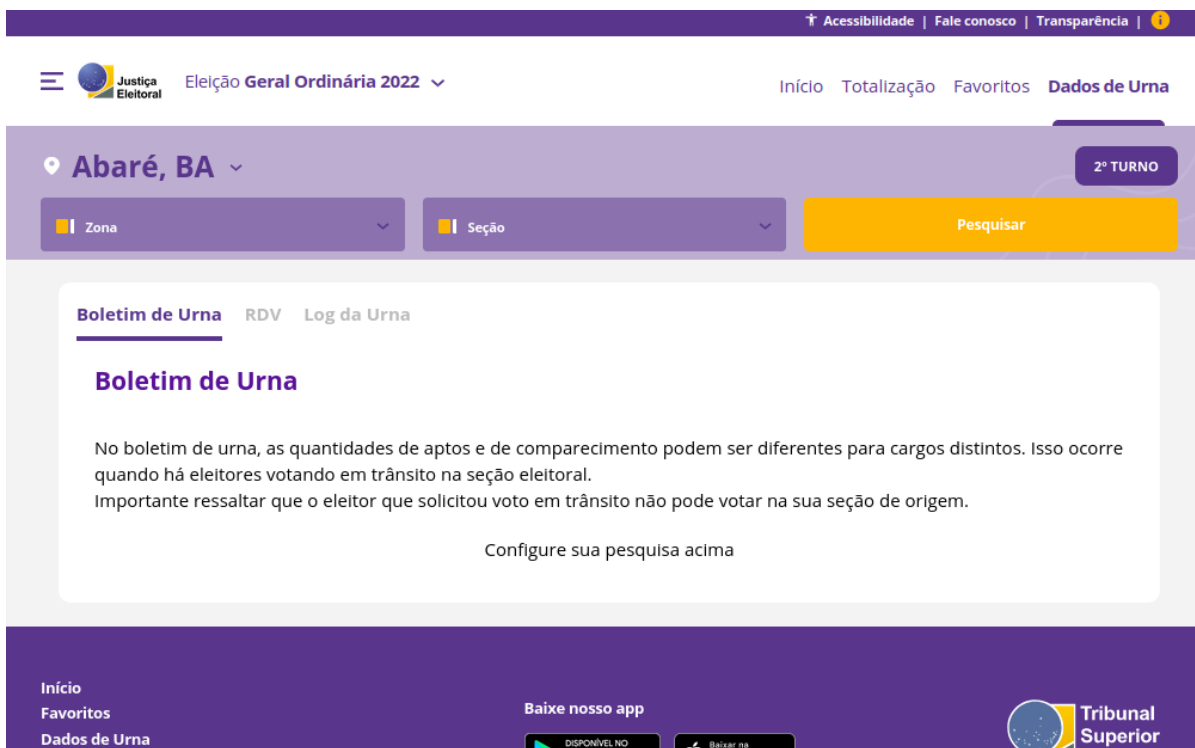 Acessibilidade | Fale conosco | Transparência | i
Justiça
Eleitoral
Eleição Geral Ordinária 2022
Início Totalização Favoritos Dados de Urna
Abaré, BA
2º TURNO
Zona
Seção
Pesquisar
Boletim de Urna RDV Log da Urna
Boletim de Urna
No boletim de urna, as quantidades de aptos e de comparecimento podem ser diferentes para cargos distintos. Isso ocorre
quando há eleitores votando em trânsito na seção eleitoral.
Importante ressaltar que o eleitor que solicitou voto em trânsito não pode votar na sua seção de origem.
Configure sua pesquisa acima
Início
Favoritos
Dados de Urna
Baixe nosso app
DISPONÍVEL NO
Baixar na
Tribunal
Superior